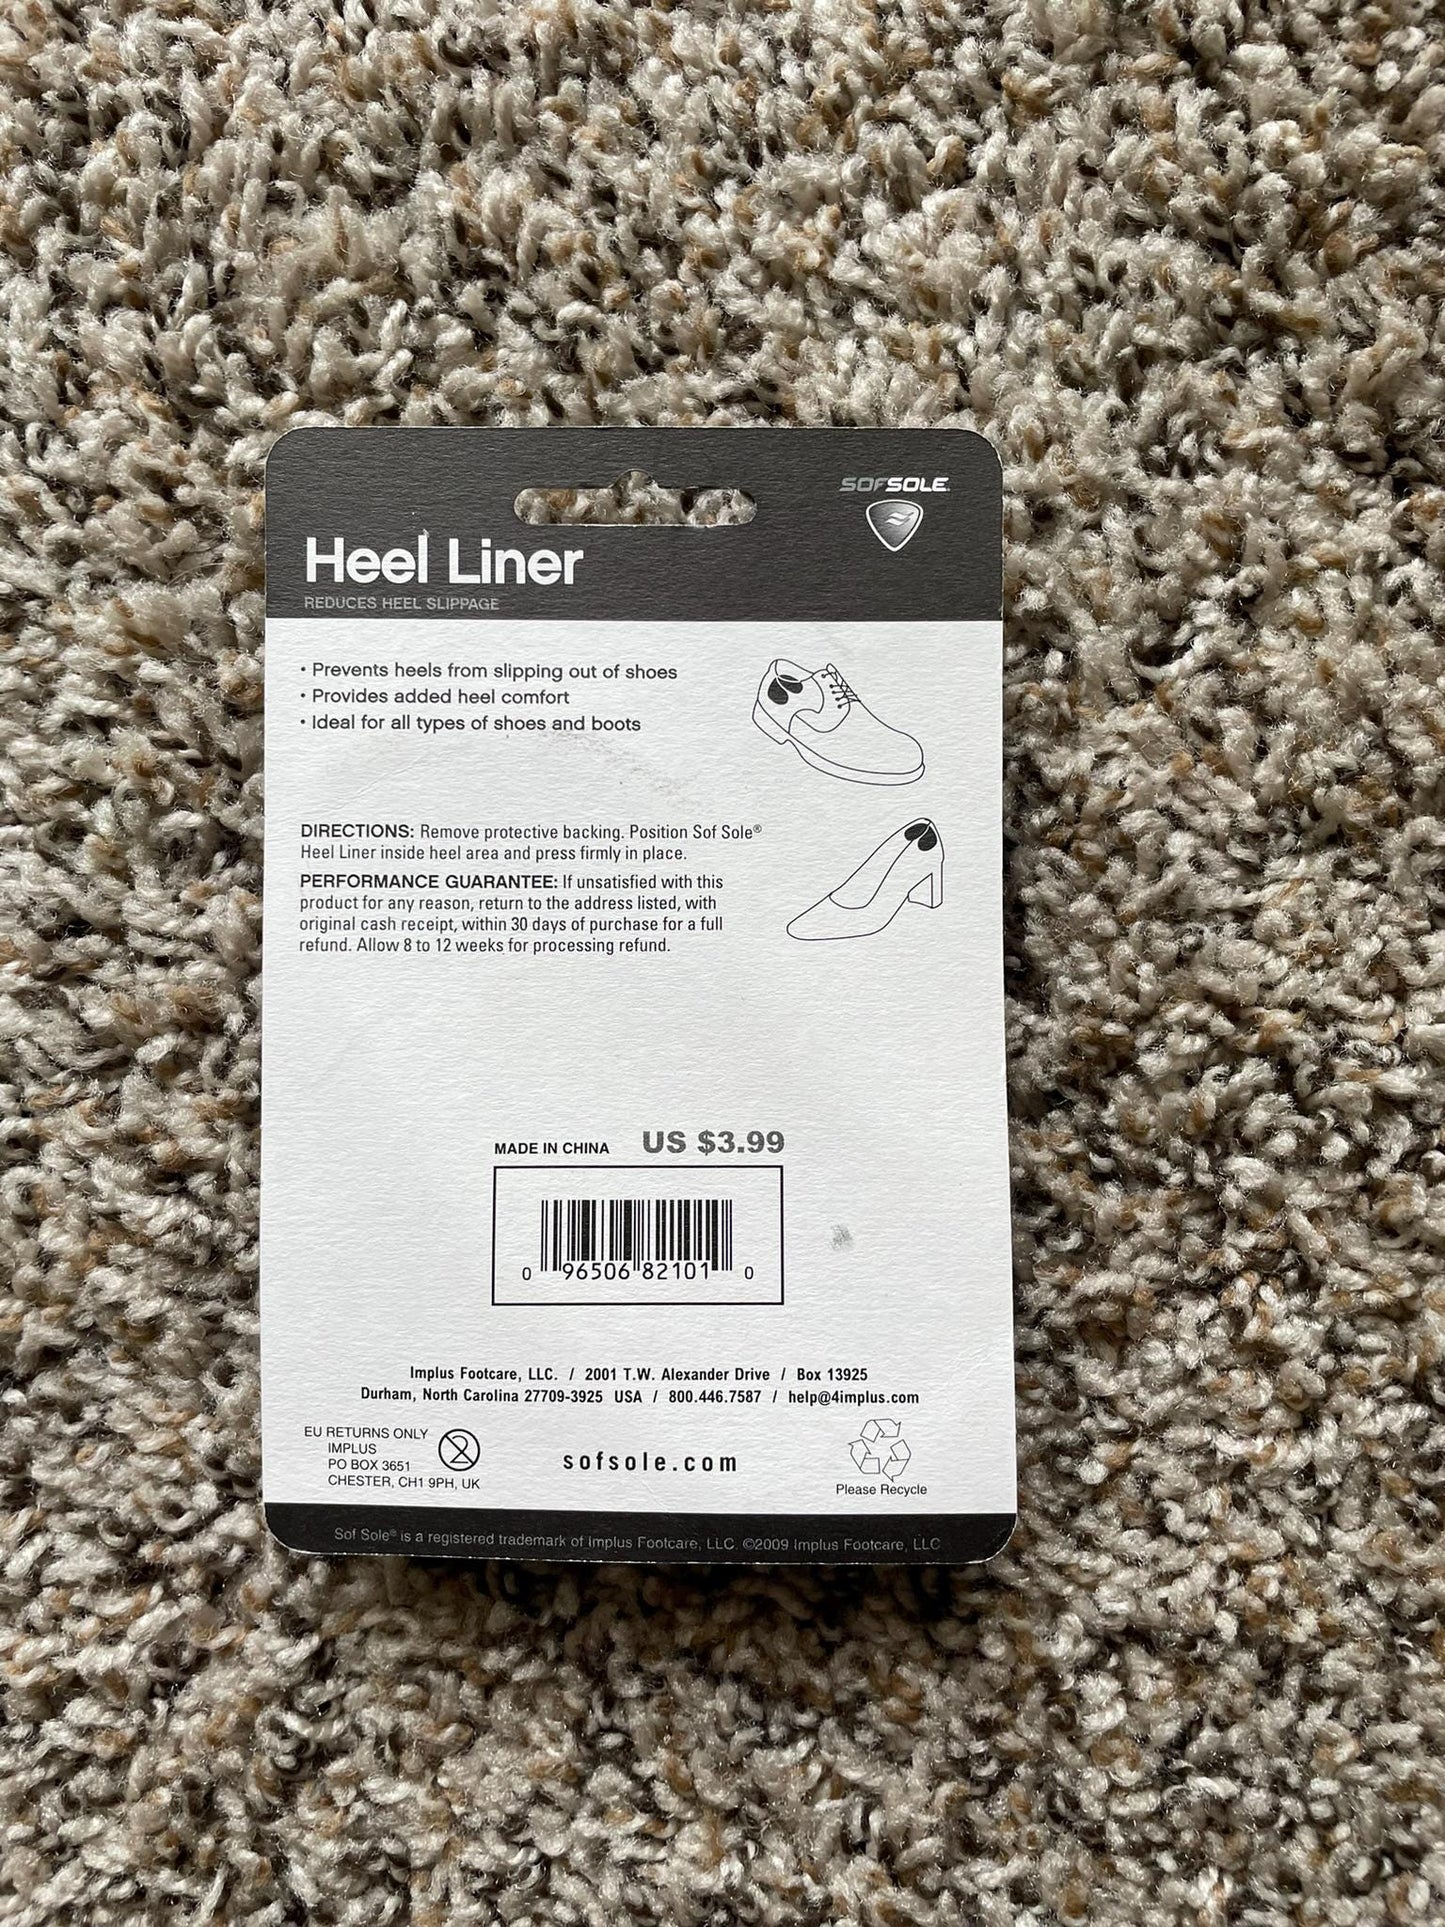 SOFSOLE
Heel Liner
REDUCES HEEL SLIPPAGE
• Prevents heels from slipping out of shoes
• Provides added heel comfort
• Ideal for all types of shoes and boots
DIRECTIONS: Remove protective backing. Position Sof Sole®
Heel Liner inside heel area and press firmly in place.
PERFORMANCE GUARANTEE: If unsatisfied with this
product for any reason, return to the address listed, with
original cash receipt, within 30 days of purchase for a full
refund. Allow 8 to 12 weeks for processing refund.
MADE IN CHINA US $3.99
0 96506 82101 0
Implus Footcare, LLC. / 2001 T.W. Alexander Drive / Box 13925
Durham, North Carolina 27709-3925 USA / 800.446.7587 / help@4implus.com
EU RETURNS ONLY
IMPLUS
PO BOX 3651
CHESTER, CH1 9PH, UK
2
sofsole.com
Please Recycle
Sof Sole® is a registered trademark of Implus Footcare, LLC. ©2009 Implus Footcare, LLC